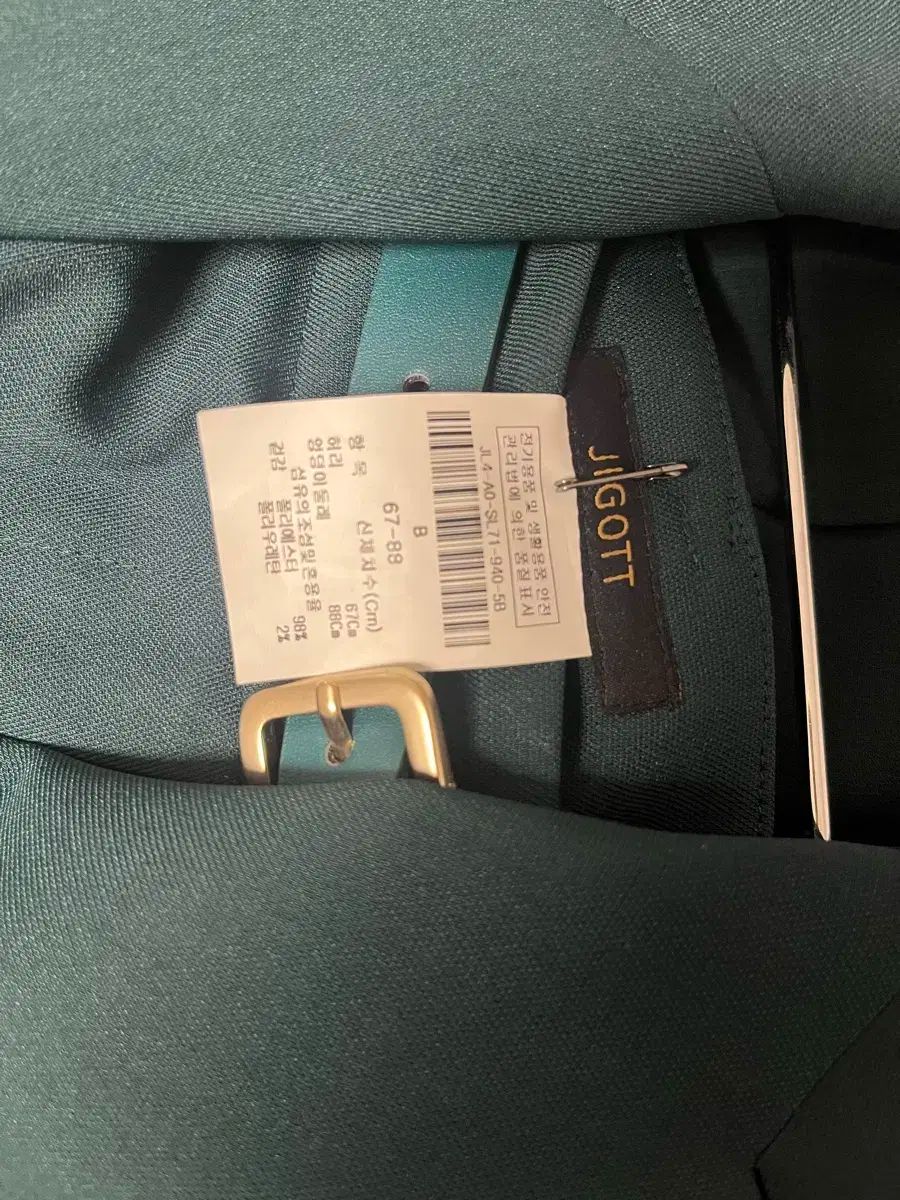 JIGOTT
전기용품 및 생활용품 안전
관리법에 의한 품질 표시
JL4-A0-SL71-940-58
B
67-88
항 목 신체치수(Cm)
허리 67Cm
엉덩이둘레 88Cm
섬유의조성및혼용율
겉감 폴리에스터 98%
폴리우레탄 2%